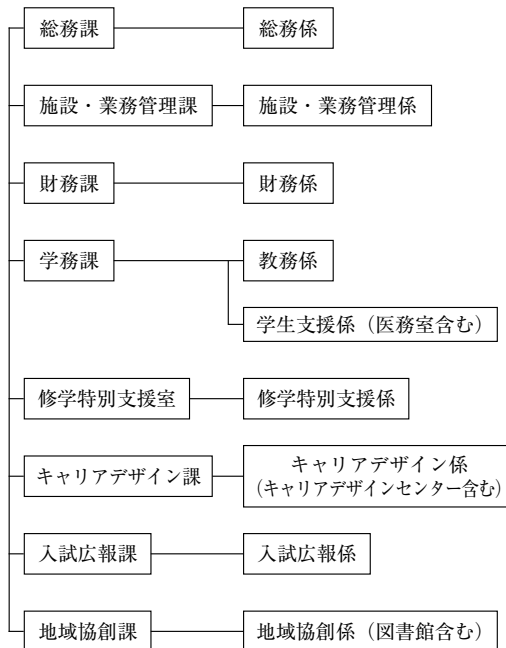 総務課
総務係
施設・業務管理課
施設・業務管理係
財務課
財務係
学務課
教務係
学生支援係（医務室含む）
修学特別支援室
修学特別支援係
キャリアデザイン課
キャリアデザイン係
（キャリアデザインセンター含む）
入試広報課
入試広報係
地域協創課
地域協創係（図書館含む）